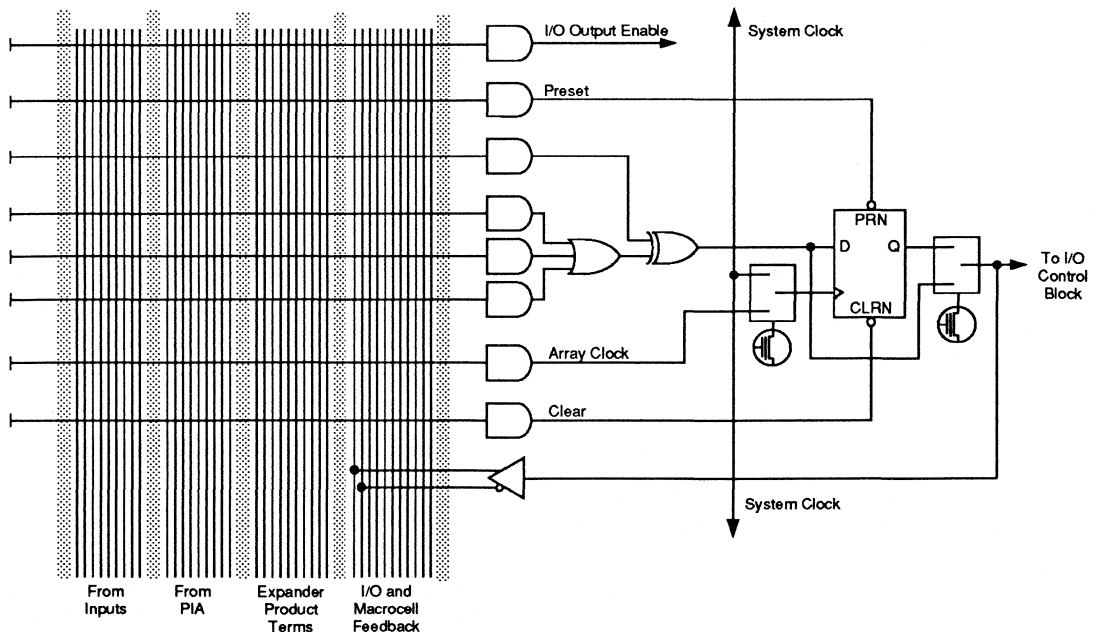 I/O Output Enable
System Clock
Preset
PRN
D
Q
To I/O
Control
Block
CLRN
Array Clock
Clear
System Clock
From
Inputs
From
PIA
Expander
Product
Terms
I/O and
Macrocell
Feedback